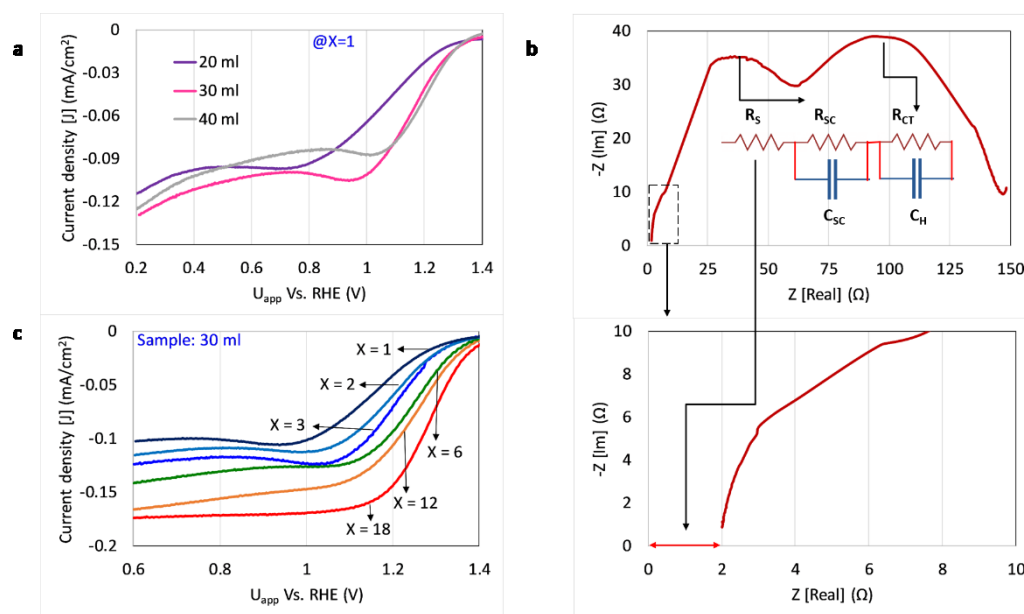 a
@X=1
20 ml
30 ml
40 ml
0
-0.03
-0.06
-0.09
-0.12
-0.15
0.2 0.4 0.6 0.8 1 1.2 1.4
Current density [J] (mA/cm²)
U_app Vs. RHE (V)
b
40
30
20
10
0
0 25 50 75 100 125 150
-Z (Im) (Ω)
Z [Real] (Ω)
R_S R_SC R_CT
C_SC C_H
c
Sample: 30 ml
X = 1
X = 2
X = 3
X = 6
X = 12
X = 18
0
-0.05
-0.1
-0.15
-0.2
0.6 0.8 1 1.2 1.4
Current density [J] (mA/cm²)
U_app Vs. RHE (V)
10
8
6
4
2
0
0 2 4 6 8 10
-Z [Im] (Ω)
Z [Real] (Ω)